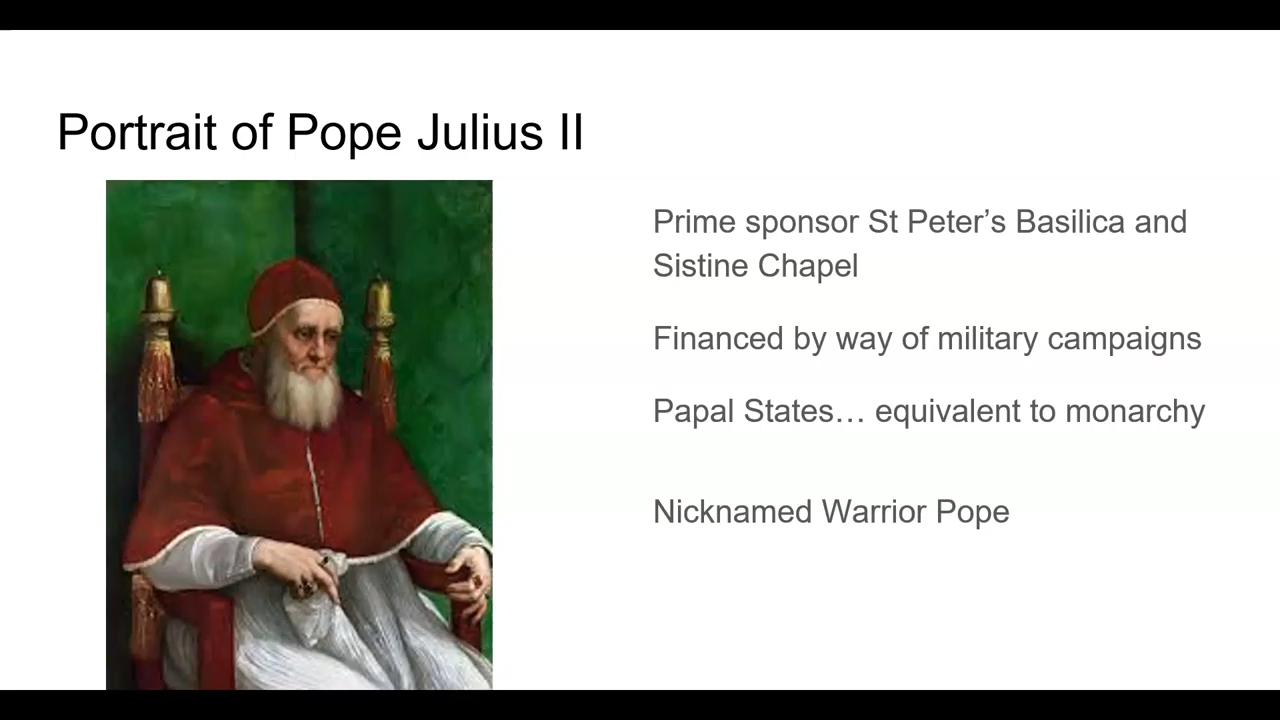 Portrait of Pope Julius II
Prime sponsor St Peter’s Basilica and
Sistine Chapel
Financed by way of military campaigns
Papal States… equivalent to monarchy
Nicknamed Warrior Pope